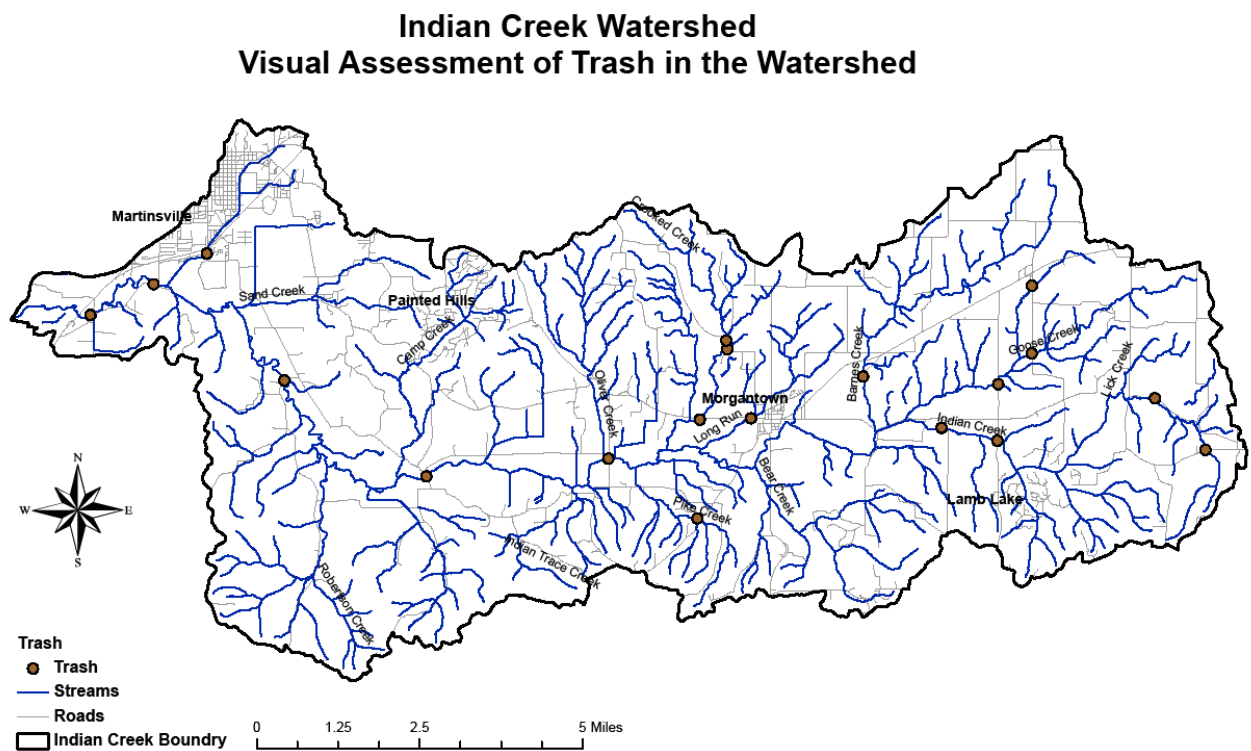 Indian Creek Watershed
Visual Assessment of Trash in the Watershed
Crooked Creek
Martinsville
Sand Creek
Painted Hills
Camp Creek
Goose Creek
Barnes Creek
Lick Creek
Oliver Creek
Morgantown
Long Run
Indian Creek
Bear Creek
N
W
E
S
Pike Creek
Lamb Lake
Indian Trace Creek
Roberson Creek
Trash
Trash
Streams
Roads
Indian Creek Boundry
0 1.25 2.5 5 Miles